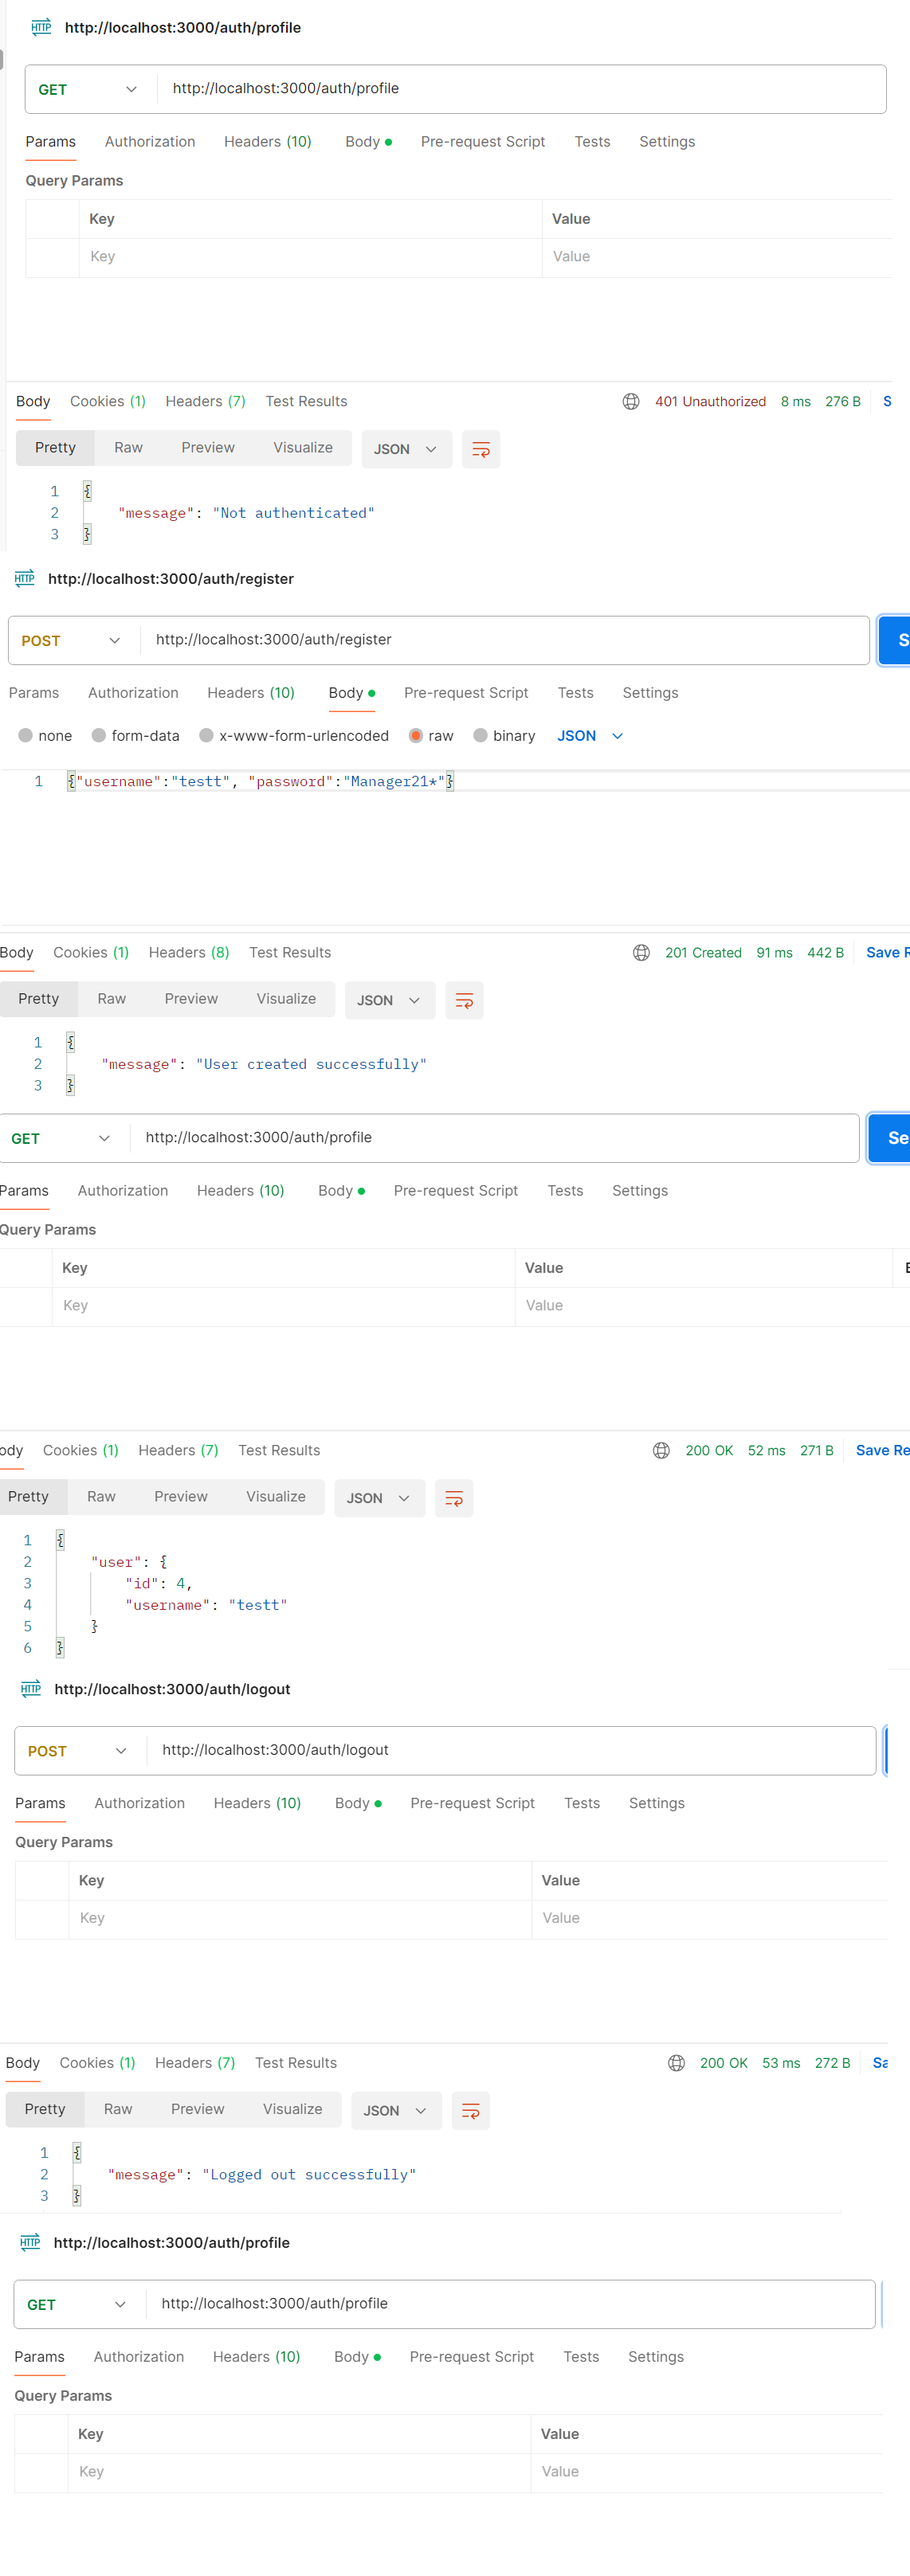 HTTP http://localhost:3000/auth/profile
GET http://localhost:3000/auth/profile
Params Authorization Headers (10) Body Pre-request Script Tests Settings
Query Params
Key Value
Key Value
Body Cookies (1) Headers (7) Test Results 401 Unauthorized 8 ms 276 B S
Pretty Raw Preview Visualize JSON
1 {
2 "message": "Not authenticated"
3 }
HTTP http://localhost:3000/auth/register
POST http://localhost:3000/auth/register S
Params Authorization Headers (10) Body Pre-request Script Tests Settings
none form-data x-www-form-urlencoded raw binary JSON
1 {"username":"testt", "password":"Manager21*"}
Body Cookies (1) Headers (8) Test Results 201 Created 91 ms 442 B Save R
Pretty Raw Preview Visualize JSON
1 {
2 "message": "User created successfully"
3 }
GET http://localhost:3000/auth/profile Se
Params Authorization Headers (10) Body Pre-request Script Tests Settings
Query Params
Key Value
Key Value
ody Cookies (1) Headers (7) Test Results 200 OK 52 ms 271 B Save Re
Pretty Raw Preview Visualize JSON
1 {
2 "user": {
3 "id": 4,
4 "username": "testt"
5 }
6 }
HTTP http://localhost:3000/auth/logout
POST http://localhost:3000/auth/logout
Params Authorization Headers (10) Body Pre-request Script Tests Settings
Query Params
Key Value
Key Value
Body Cookies (1) Headers (7) Test Results 200 OK 53 ms 272 B Sa
Pretty Raw Preview Visualize JSON
1 {
2 "message": "Logged out successfully"
3 }
HTTP http://localhost:3000/auth/profile
GET http://localhost:3000/auth/profile
Params Authorization Headers (10) Body Pre-request Script Tests Settings
Query Params
Key Value
Key Value